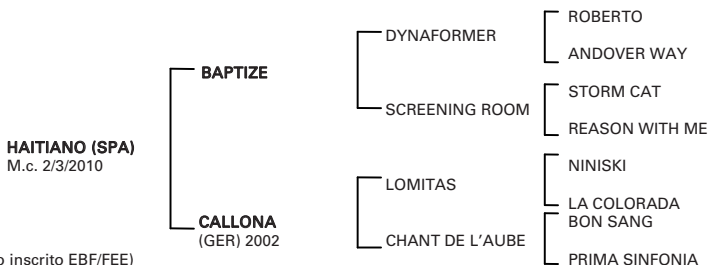 HAITIANO (SPA)
M.c. 2/3/2010
BAPTIZE
CALLONA
(GER) 2002
DYNAFORMER
SCREENING ROOM
LOMITAS
CHANT DE L'AUBE
ROBERTO
ANDOVER WAY
STORM CAT
REASON WITH ME
NINISKI
LA COLORADA
BON SANG
PRIMA SINFONIA
o inscrito EBF/FEE)